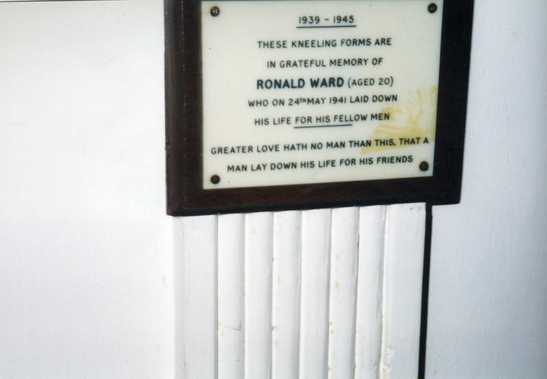 1939 - 1945
THESE KNEELING FORMS ARE
IN GRATEFUL MEMORY OF
RONALD WARD (AGED 20)
WHO ON 24TH MAY 1941 LAID DOWN
HIS LIFE FOR HIS FELLOW MEN
GREATER LOVE HATH NO MAN THAN THIS, THAT A
MAN LAY DOWN HIS LIFE FOR HIS FRIENDS